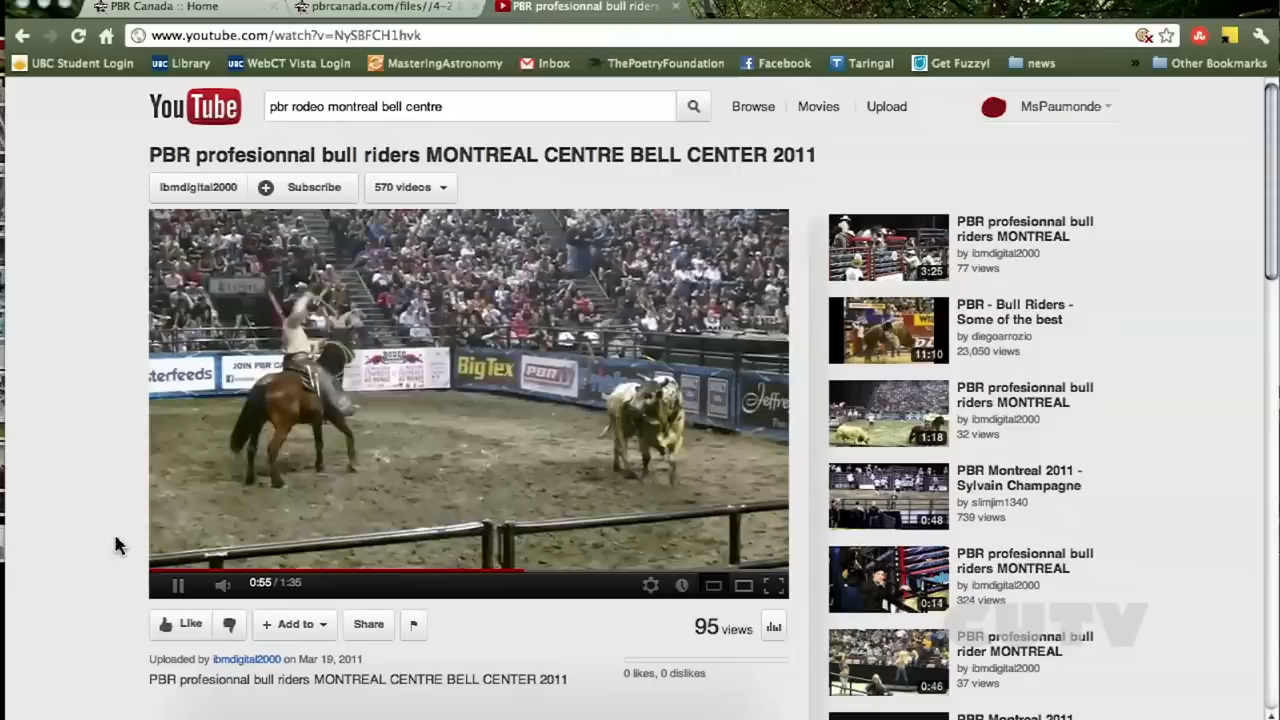 PBR Canada :: Home
pbrcanada.com/files//4-2
PBR profesionnal bull riders
www.youtube.com/watch?v=NySBFCH1hvk
UBC Student Login
UBC Library
UBC WebCT Vista Login
MasteringAstronomy
Inbox
ThePoetryFoundation
Facebook
Taringa!
Get Fuzzy!
news
»
Other Bookmarks
YouTube
pbr rodeo montreal bell centre
Browse
Movies
Upload
MsPaumonde
PBR profesionnal bull riders MONTREAL CENTRE BELL CENTER 2011
ibmdigital2000
Subscribe
570 videos
sterfeeds
JOIN PBR CA
RODEO
BigTex
PBR
Jeffre
0:55 / 1:35
Like
+ Add to
Share
95 views
Uploaded by ibmdigital2000 on Mar 19, 2011
0 likes, 0 dislikes
PBR profesionnal bull riders MONTREAL CENTRE BELL CENTER 2011
3:25
PBR profesionnal bull
riders MONTREAL
by ibmdigital2000
77 views
11:10
PBR - Bull Riders -
Some of the best
by diegoarrozio
23,050 views
1:18
PBR profesionnal bull
riders MONTREAL
by ibmdigital2000
32 views
0:48
PBR Montreal 2011 -
Sylvain Champagne
by slimjim1340
739 views
0:14
PBR profesionnal bull
riders MONTREAL
by ibmdigital2000
324 views
0:46
PBR profesionnal bull
rider MONTREAL
by ibmdigital2000
37 views
PBR Montreal 2011